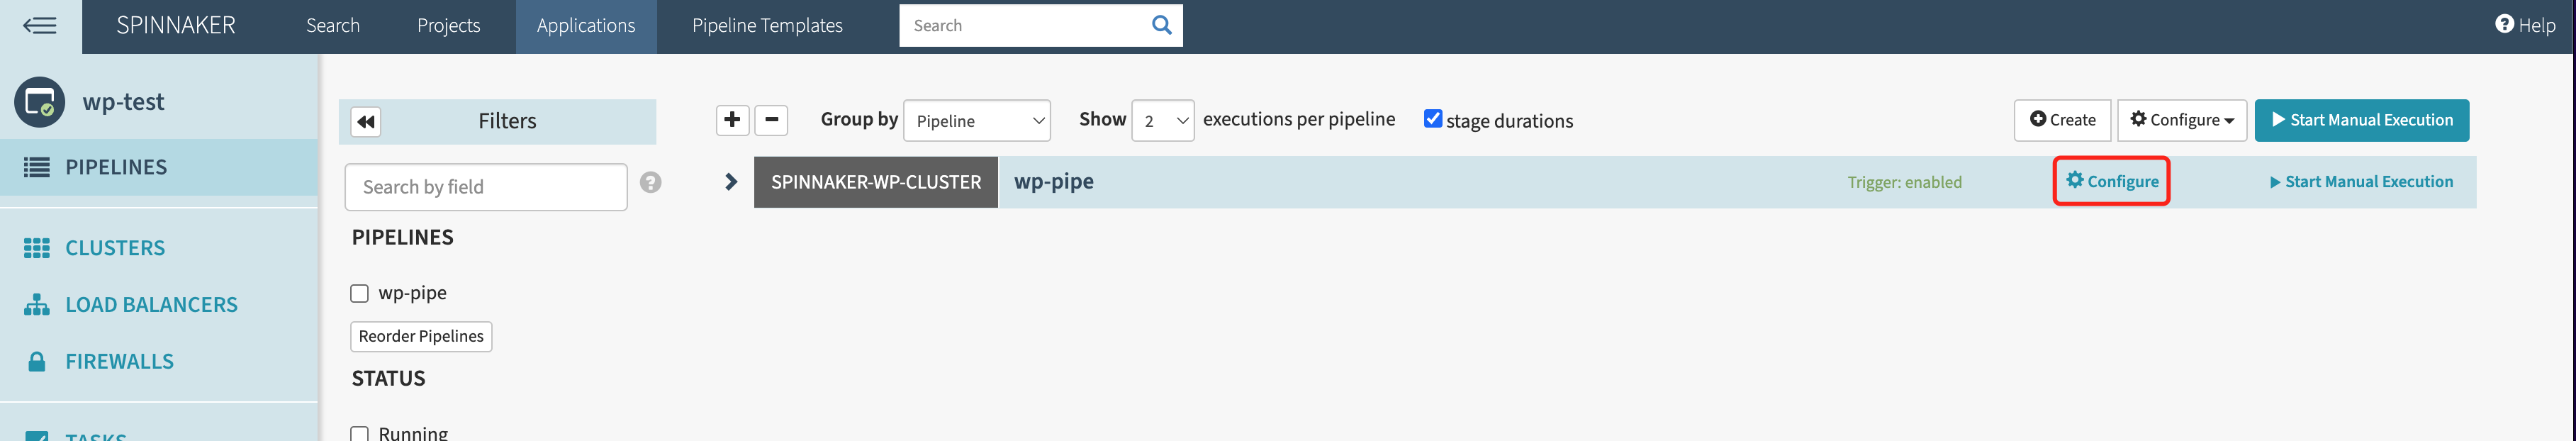 SPINNAKER Search Projects Applications Pipeline Templates Search Help
wp-test
PIPELINES
CLUSTERS
LOAD BALANCERS
FIREWALLS
TASKS
Filters
Search by field
PIPELINES
wp-pipe
Reorder Pipelines
STATUS
Running
Group by Pipeline Show 2 executions per pipeline stage durations Create Configure Start Manual Execution
SPINNAKER-WP-CLUSTER wp-pipe Trigger: enabled Configure Start Manual Execution